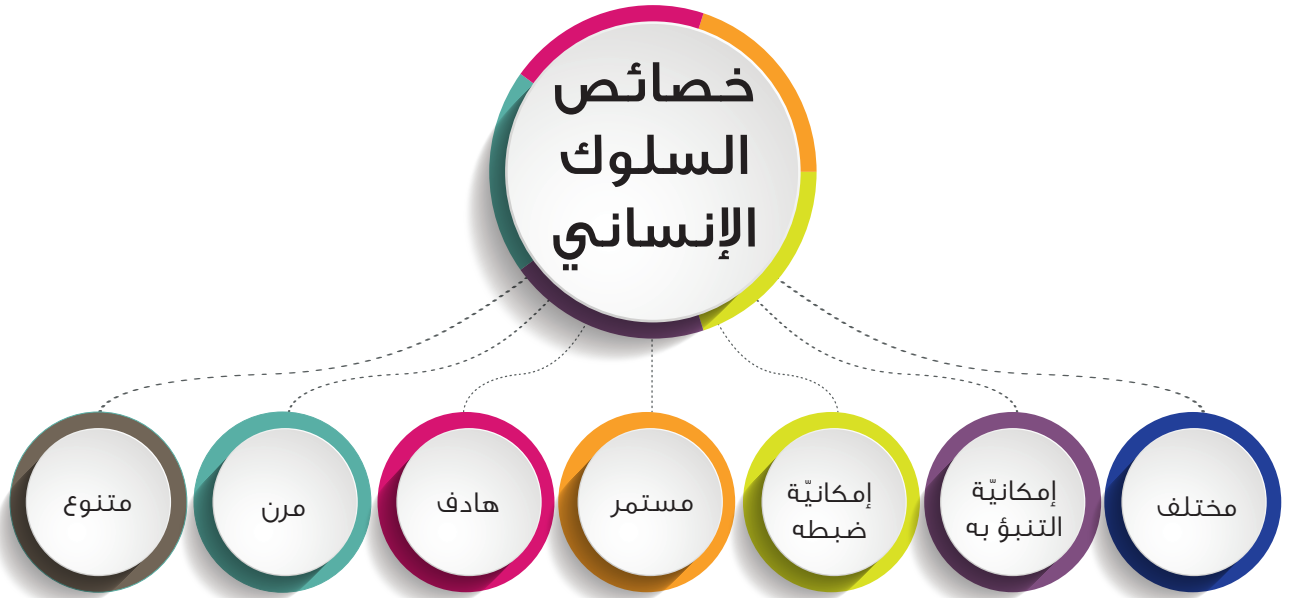 خصائص
السلوك
الإنساني
مختلف
إمكانيّة
التنبؤ به
إمكانيّة
ضبطه
مستمر
هادف
مرن
متنوع